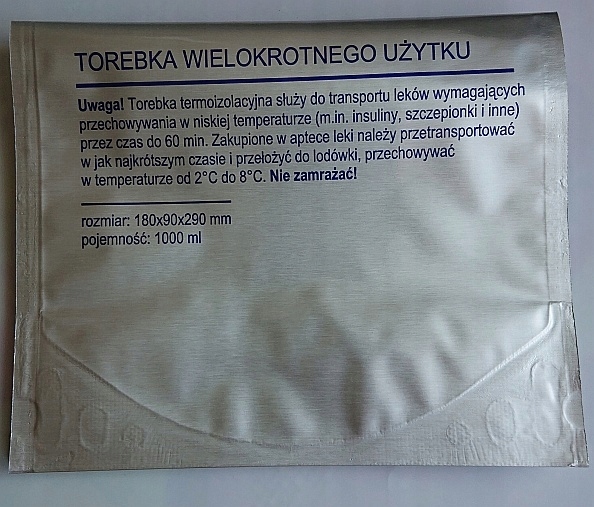 TOREBKA WIELOKROTNEGO UŻYTKU
Uwaga! Torebka termoizolacyjna służy do transportu leków wymagających
przechowywania w niskiej temperaturze (m.in. insuliny, szczepionki i inne)
przez czas do 60 min. Zakupione w aptece leki należy przetransportować
w jak najkrótszym czasie i przełożyć do lodówki, przechowywać
w temperaturze od 2°C do 8°C. Nie zamrażać!
rozmiar: 180x90x290 mm
pojemność: 1000 ml